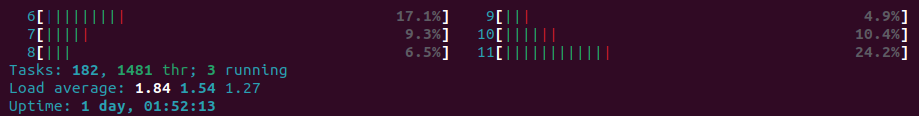 6[||||||||| 17.1%] 9[||| 4.9%]
7[||||| 9.3%] 10[|||||| 10.4%]
8[||| 6.5%] 11[|||||||||||| 24.2%]
Tasks: 182, 1481 thr; 3 running
Load average: 1.84 1.54 1.27
Uptime: 1 day, 01:52:13